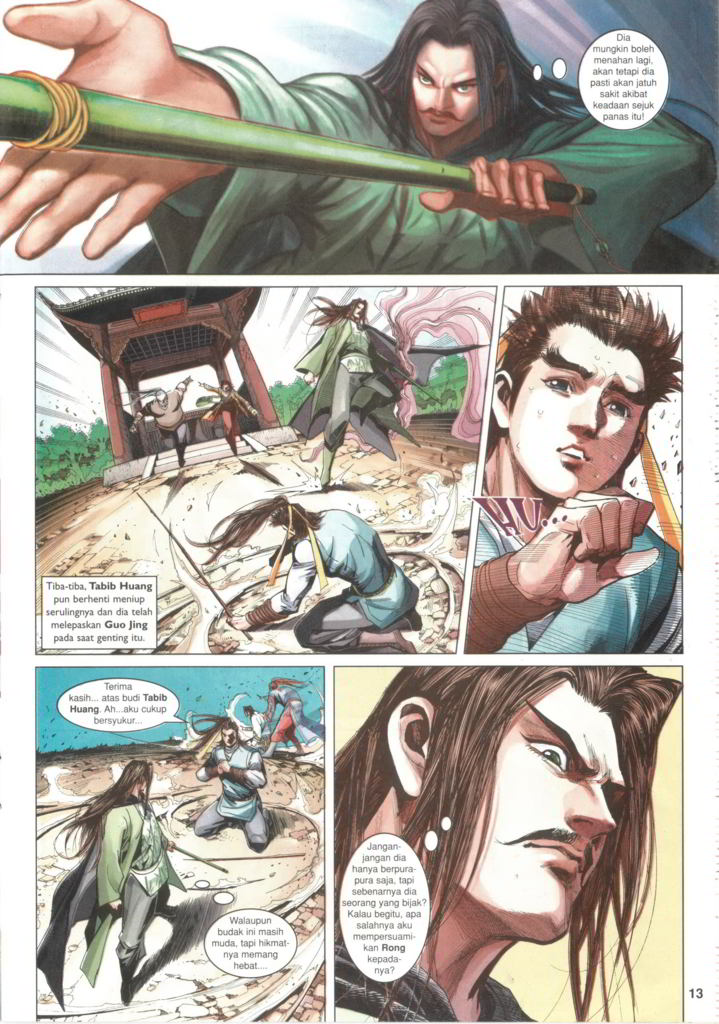 Dia
mungkin boleh
menahan lagi,
akan tetapi dia
pasti akan jatuh
sakit akibat
keadaan sejuk
panas itu!
HU...
Tiba-tiba, Tabib Huang
pun berhenti meniup
serulingnya dan dia telah
melepaskan Guo Jing
pada saat genting itu.
Terima
kasih... atas budi Tabib
Huang. Ah...aku cukup
bersyukur...
Walaupun
budak ini masih
muda, tapi hikmat-
nya memang
hebat....
Jangan-
jangan dia
hanya berpura-
pura saja, tapi
sebenarnya dia
seorang yang bijak?
Kalau begitu, apa
salahnya aku
mempersuami-
kan Rong
kepada-
nya?
13